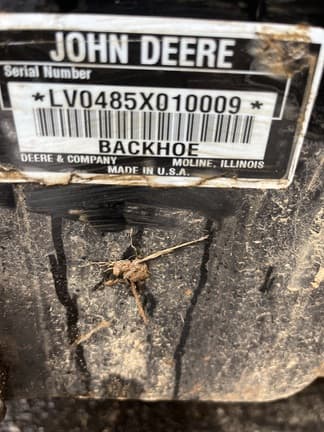 JOHN DEERE
Serial Number
*LV0485X010009*
BACKHOE
DEERE & COMPANY MOLINE, ILLINOIS
MADE IN U.S.A.